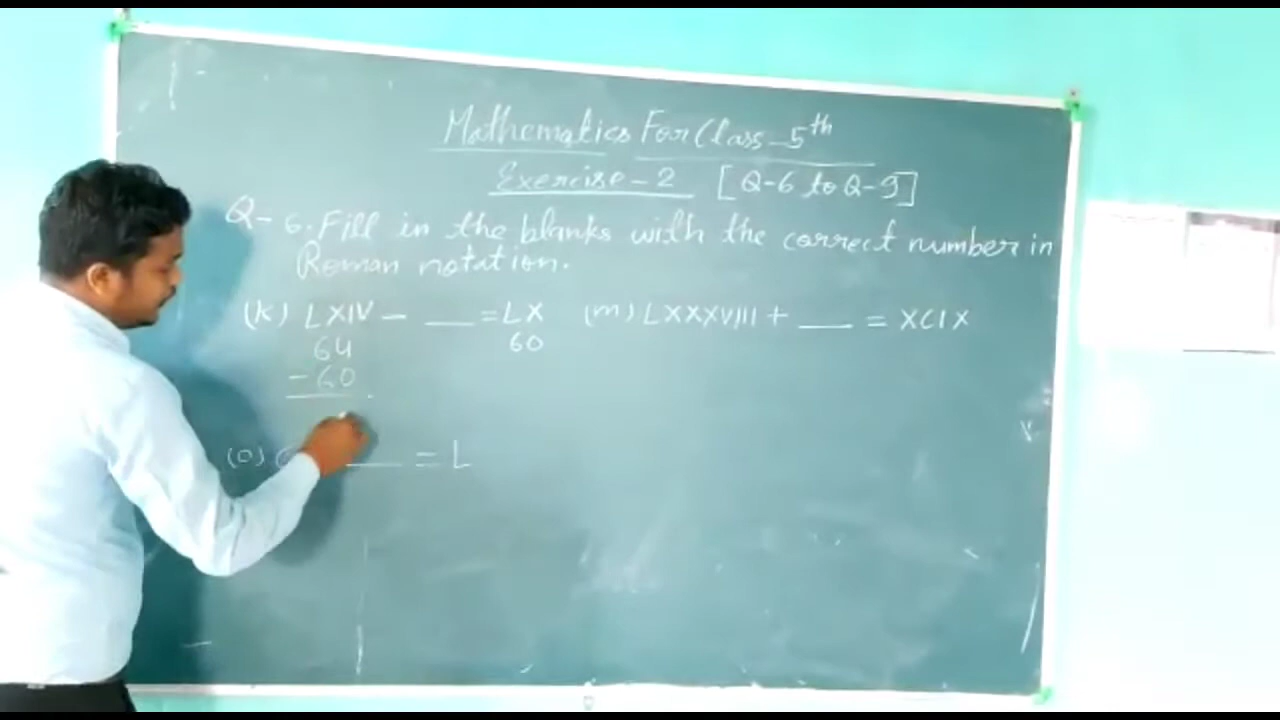 Mathematics For Class-5th
Exercise-2 [Q-6 to Q-9]
Q-6. Fill in the blanks with the correct number in
Roman notation.
(K) LXIV - ___ = LX (m) LXXXVIII + ___ = XCIX
64 60
-60
(O) ___ = L